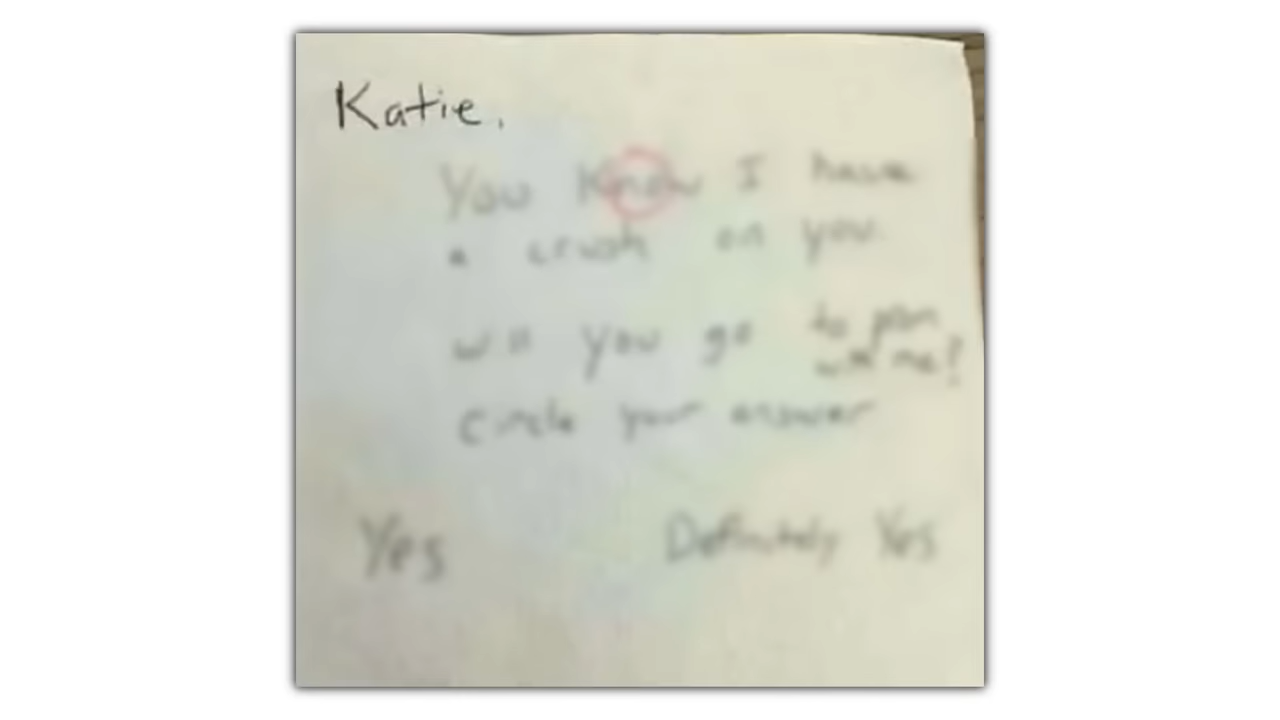 Katie,
You Know I have
a crush on you.
will you go to prom
with me?
circle your answer
Yes Definitely Yes